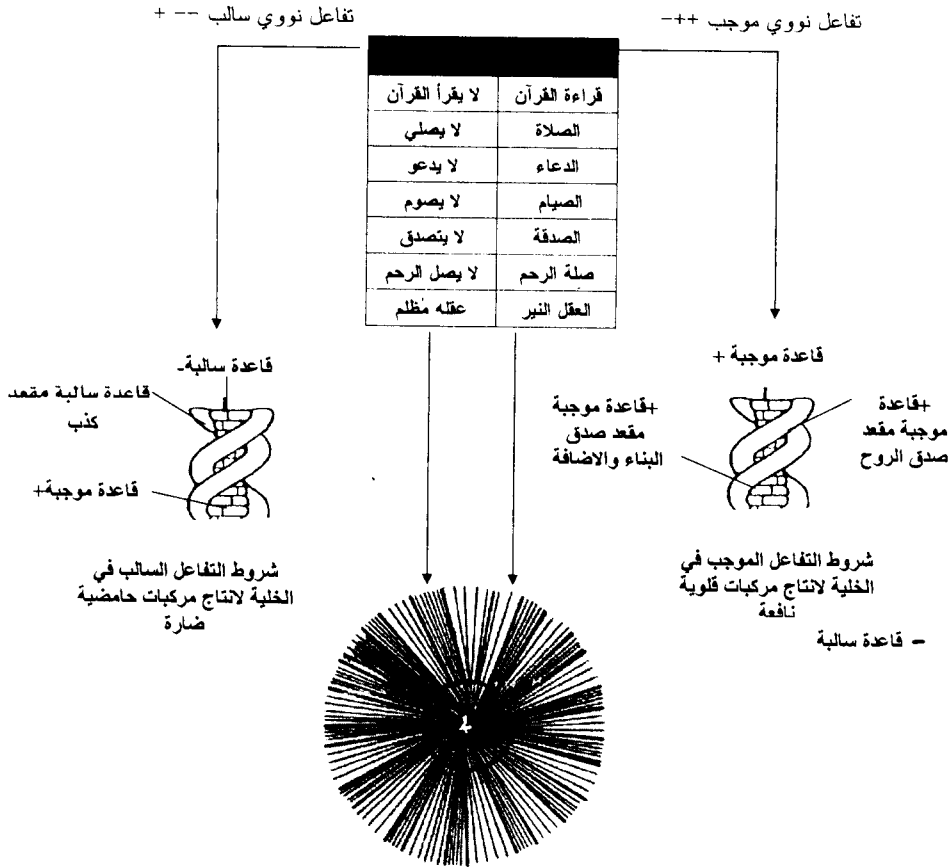 تفاعل نووي موجب ++-
تفاعل نووي سالب -- +
قراءة القرآن
لا يقرأ القرآن
الصلاة
لا يصلي
الدعاء
لا يدعو
الصيام
لا يصوم
الصدقة
لا يتصدق
صلة الرحم
لا يصل الرحم
العقل النير
عقله مُظلم
قاعدة موجبة +
+قاعدة
موجبة مقعد
صدق الروح
+قاعدة موجبة
مقعد صدق
البناء والاضافة
شروط التفاعل الموجب في
الخلية لانتاج مركبات قلوية
نافعة
- قاعدة سالبة
قاعدة سالبة-
قاعدة سالبة مقعد
كذب
قاعدة موجبة+
شروط التفاعل السالب في
الخلية لانتاج مركبات حامضية
ضارة